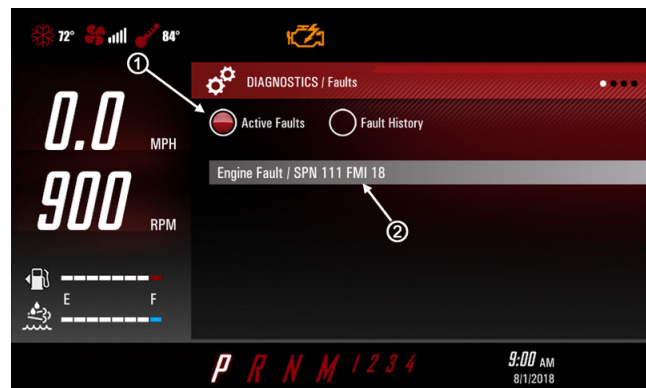 72° 84°
1
DIAGNOSTICS / Faults
Active Faults Fault History
0.0 MPH
Engine Fault / SPN 111 FMI 18
2
900 RPM
E F
P R N M 1 2 3 4
9:00 AM
8/1/2018